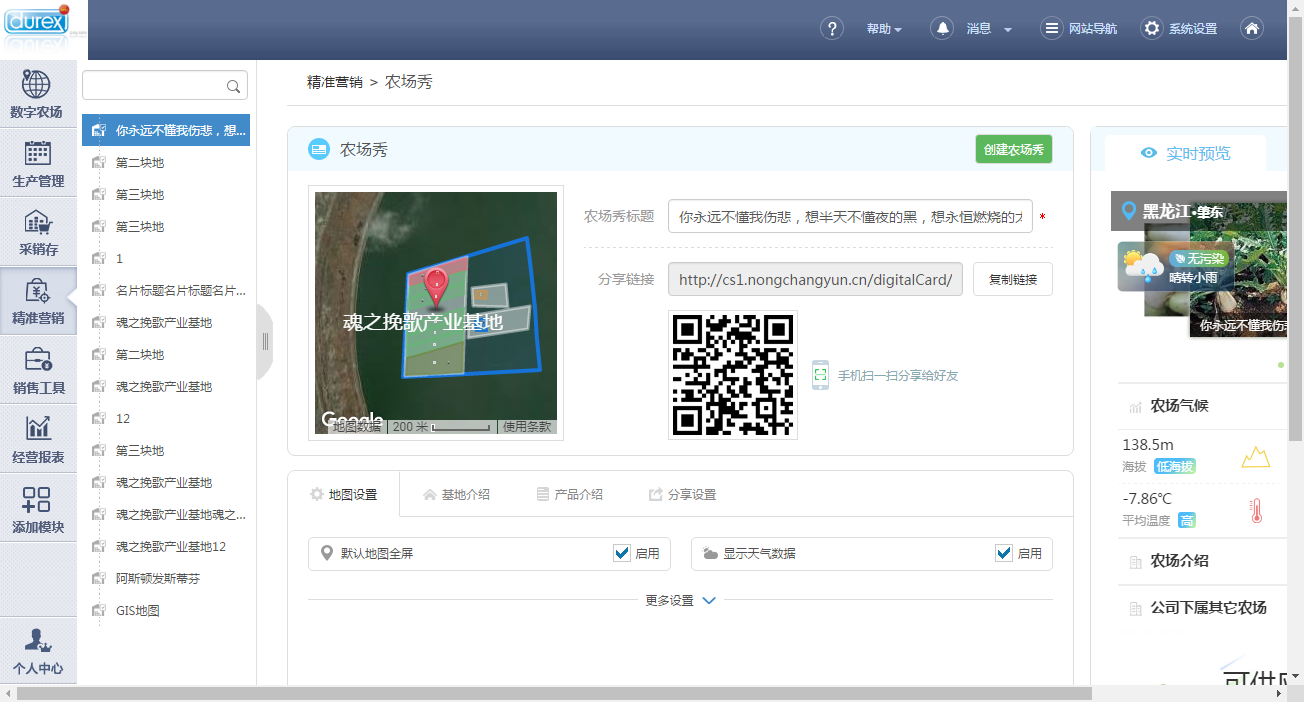 durex
帮助
消息
网站导航
系统设置
数字农场
生产管理
采销存
精准营销
销售工具
经营报表
添加模块
个人中心
你永远不懂我伤悲，想...
第二块地
第三块地
第三块地
1
名片标题名片标题名片...
魂之挽歌产业基地
第二块地
魂之挽歌产业基地
12
第三块地
魂之挽歌产业基地
魂之挽歌产业基地魂之...
魂之挽歌产业基地12
阿斯顿发斯蒂芬
GIS地图
精准营销 > 农场秀
农场秀
创建农场秀
魂之挽歌产业基地
Google
地图数据
200 米
使用条款
农场秀标题
你永远不懂我伤悲，想半天不懂夜的黑，想永恒燃烧的
*
分享链接
http://cs1.nongchangyun.cn/digitalCard/
复制链接
手机扫一扫分享给好友
地图设置
基地介绍
产品介绍
分享设置
默认地图全屏
启用
显示天气数据
启用
更多设置
实时预览
黑龙江·肇东
无污染
晴转小雨
你永远不懂我伤
农场气候
138.5m
海拔 低海拔
-7.86℃
平均温度 高
农场介绍
公司下属其它农场
可供